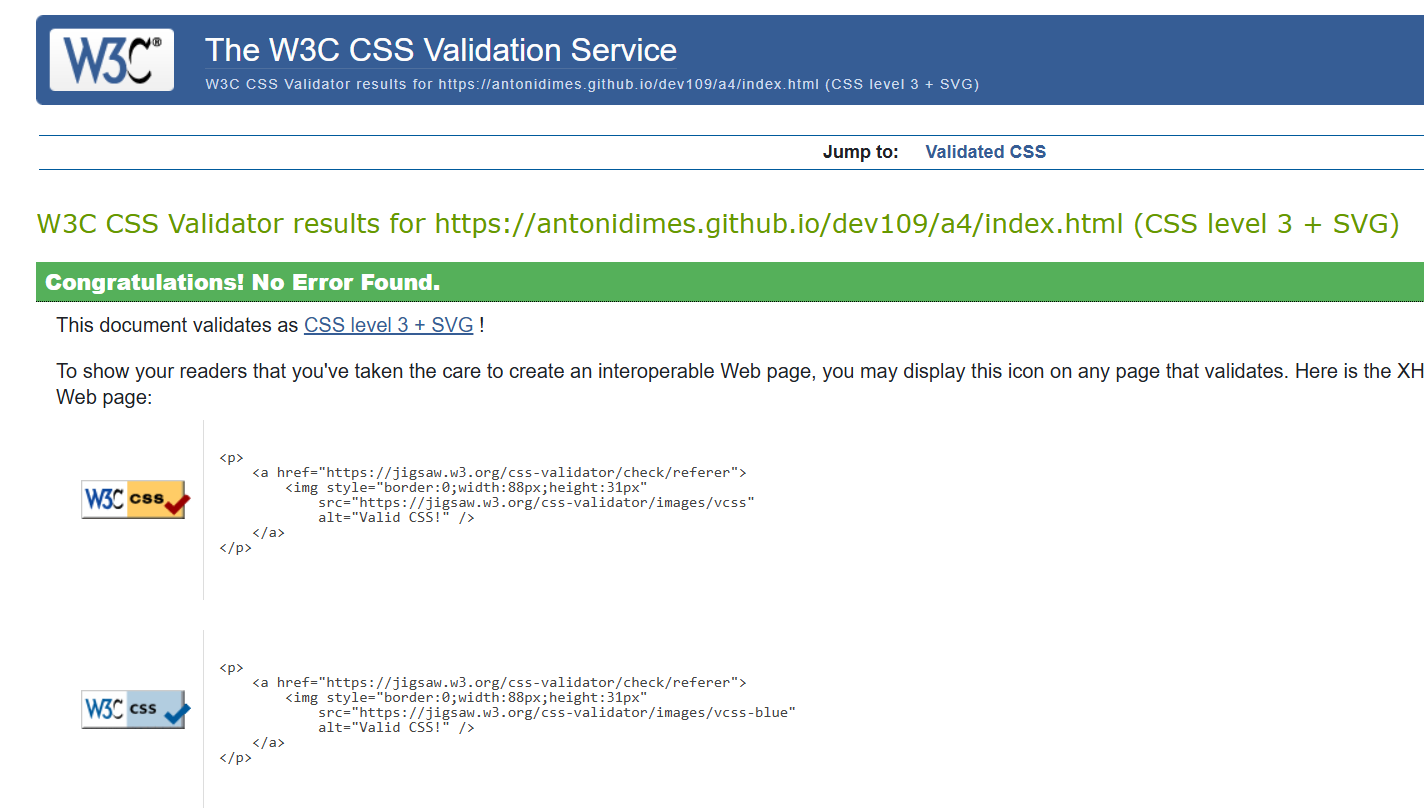 W3C®
The W3C CSS Validation Service
W3C CSS Validator results for https://antonidimes.github.io/dev109/a4/index.html (CSS level 3 + SVG)
Jump to: Validated CSS
W3C CSS Validator results for https://antonidimes.github.io/dev109/a4/index.html (CSS level 3 + SVG)
Congratulations! No Error Found.
This document validates as CSS level 3 + SVG !
To show your readers that you've taken the care to create an interoperable Web page, you may display this icon on any page that validates. Here is the XH
Web page:
W3C css
<p>
    <a href="https://jigsaw.w3.org/css-validator/check/referer">
        <img style="border:0;width:88px;height:31px"
            src="https://jigsaw.w3.org/css-validator/images/vcss"
            alt="Valid CSS!" />
    </a>
</p>
W3C css
<p>
    <a href="https://jigsaw.w3.org/css-validator/check/referer">
        <img style="border:0;width:88px;height:31px"
            src="https://jigsaw.w3.org/css-validator/images/vcss-blue"
            alt="Valid CSS!" />
    </a>
</p>